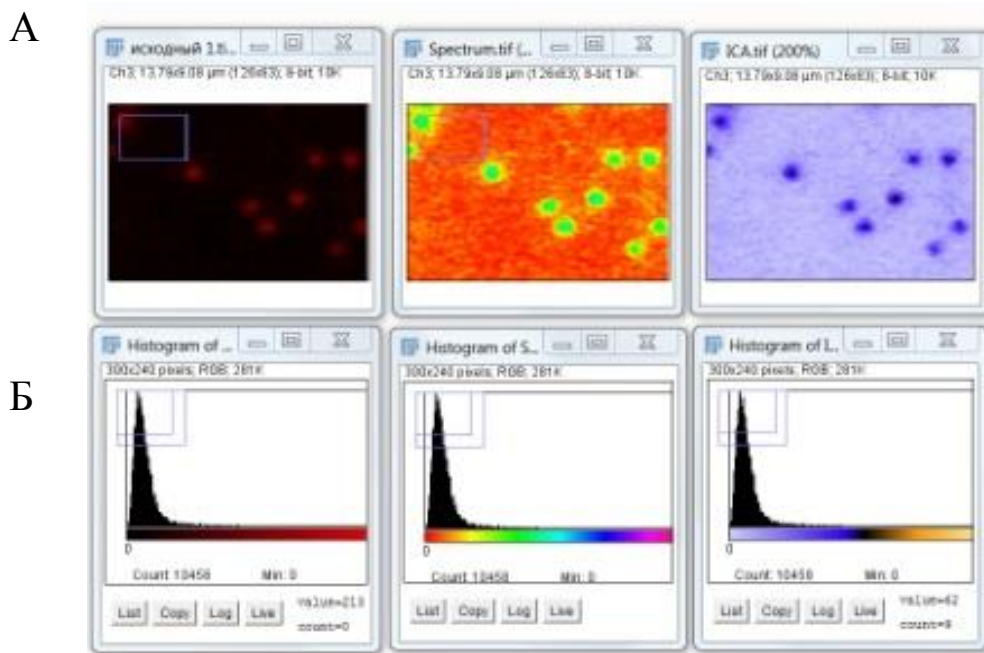 А
исходный 1.ti...
Spectrum.tif (...
ICA.tif (200%)
Ch3; 13.79x9.08 µm (126x83); 8-bit; 10K
Ch3; 13.79x9.08 µm (126x83); 8-bit; 10K
Ch3; 13.79x9.08 µm (126x83); 8-bit; 10K
Б
Histogram of ...
Histogram of S...
Histogram of I...
300x240 pixels; RGB; 281K
300x240 pixels; RGB; 281K
300x240 pixels; RGB; 281K
0
0
0
Count: 10458 Min: 0
Count: 10458 Min: 0
Count: 10458 Min: 0
List Copy Log Live value=213
count=0
List Copy Log Live
List Copy Log Live value=62
count=8